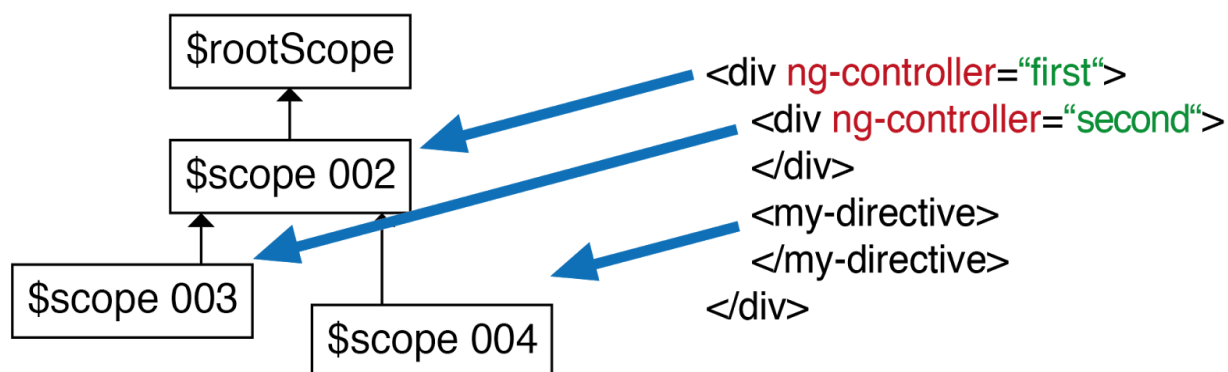 $rootScope
$scope 002
$scope 003
$scope 004
<div ng-controller=“first“>
<div ng-controller=“second“>
</div>
<my-directive>
</my-directive>
</div>